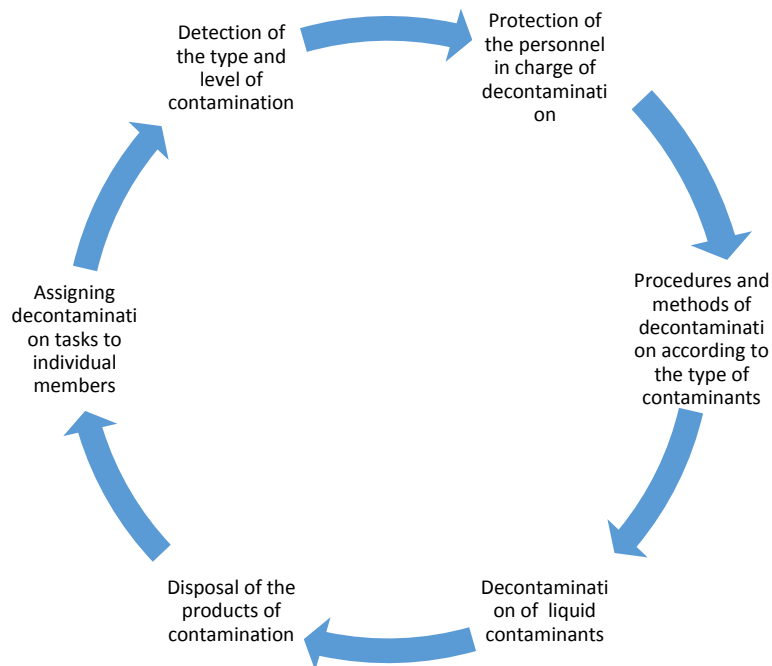 Detection of
the type and
level of
contamination
Protection of
the personnel
in charge of
decontaminati
on
Procedures and
methods of
decontaminati
on according to
the type of
contaminants
Decontaminati
on of  liquid
contaminants
Disposal of the
products of
contamination
Assigning
decontaminati
on tasks to
individual
members